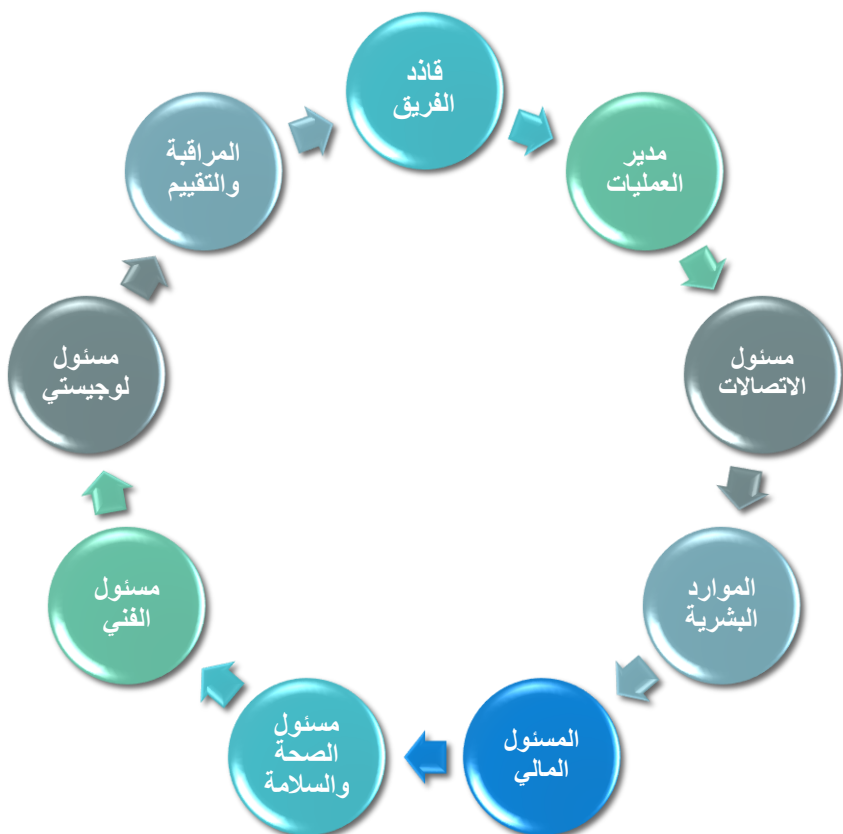 قائد
الفريق
مدير
العمليات
مسئول
الاتصالات
الموارد
البشرية
المسئول
المالي
مسئول
الصحة
والسلامة
مسئول
الفني
مسئول
لوجيستي
المراقبة
والتقييم